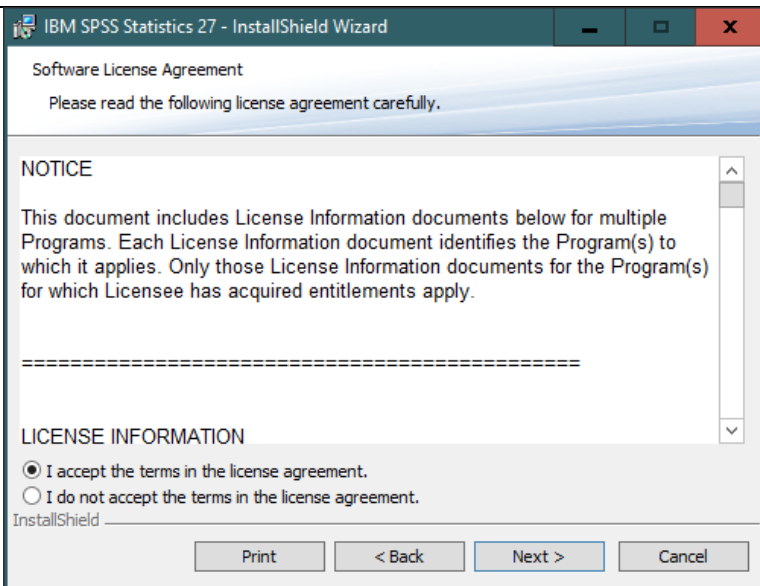 IBM SPSS Statistics 27 - InstallShield Wizard
Software License Agreement
Please read the following license agreement carefully.
NOTICE
This document includes License Information documents below for multiple
Programs. Each License Information document identifies the Program(s) to
which it applies. Only those License Information documents for the Program(s)
for which Licensee has acquired entitlements apply.
==============================================
LICENSE INFORMATION
I accept the terms in the license agreement.
I do not accept the terms in the license agreement.
InstallShield
Print < Back Next > Cancel